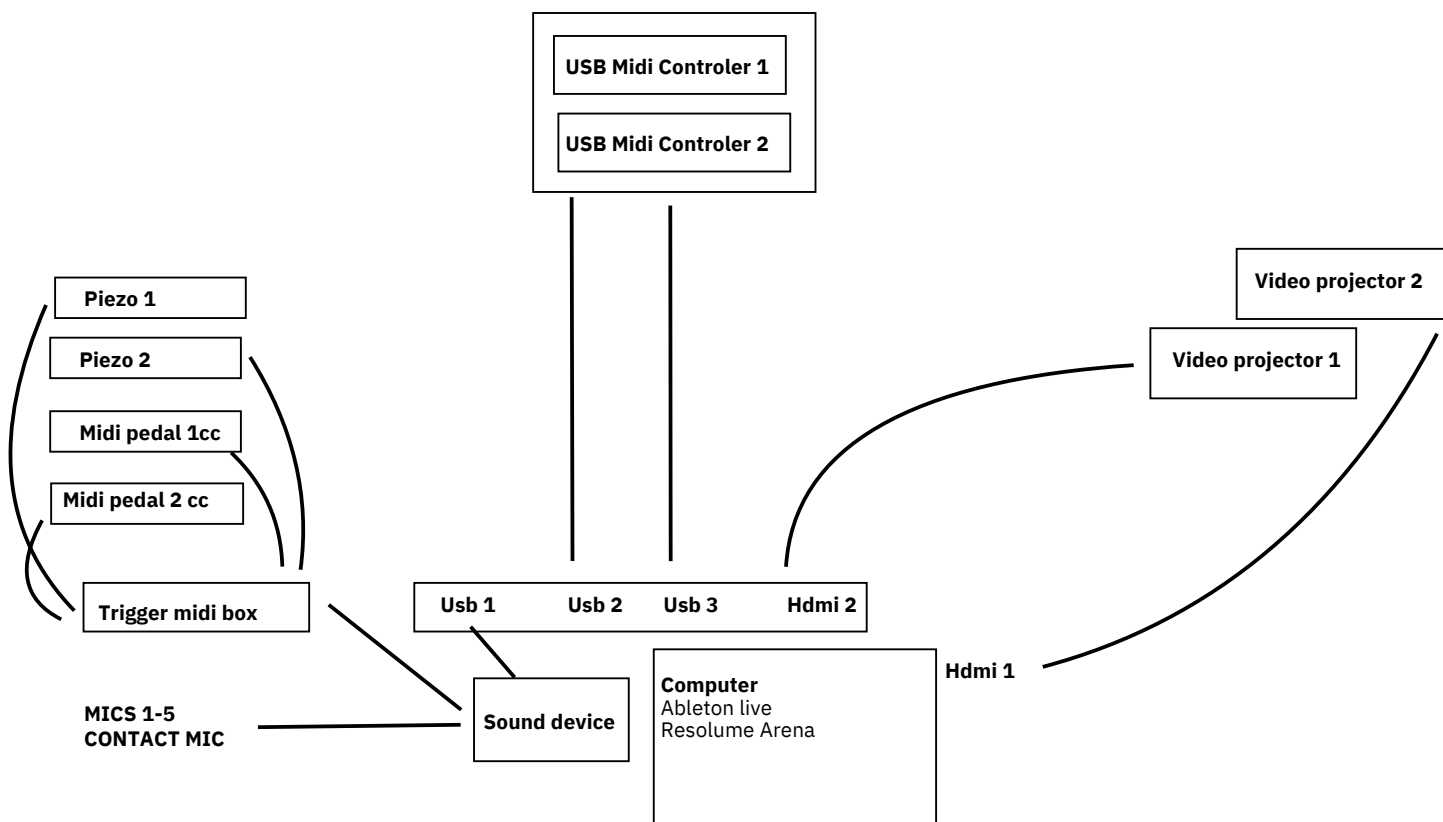 USB Midi Controler 1
USB Midi Controler 2
Video projector 2
Piezo 1
Video projector 1
Piezo 2
Midi pedal 1cc
Midi pedal 2 cc
Trigger midi box
Usb 1
Usb 2
Usb 3
Hdmi 2
Hdmi 1
Computer
Ableton live
Resolume Arena
Sound device
MICS 1-5
CONTACT MIC